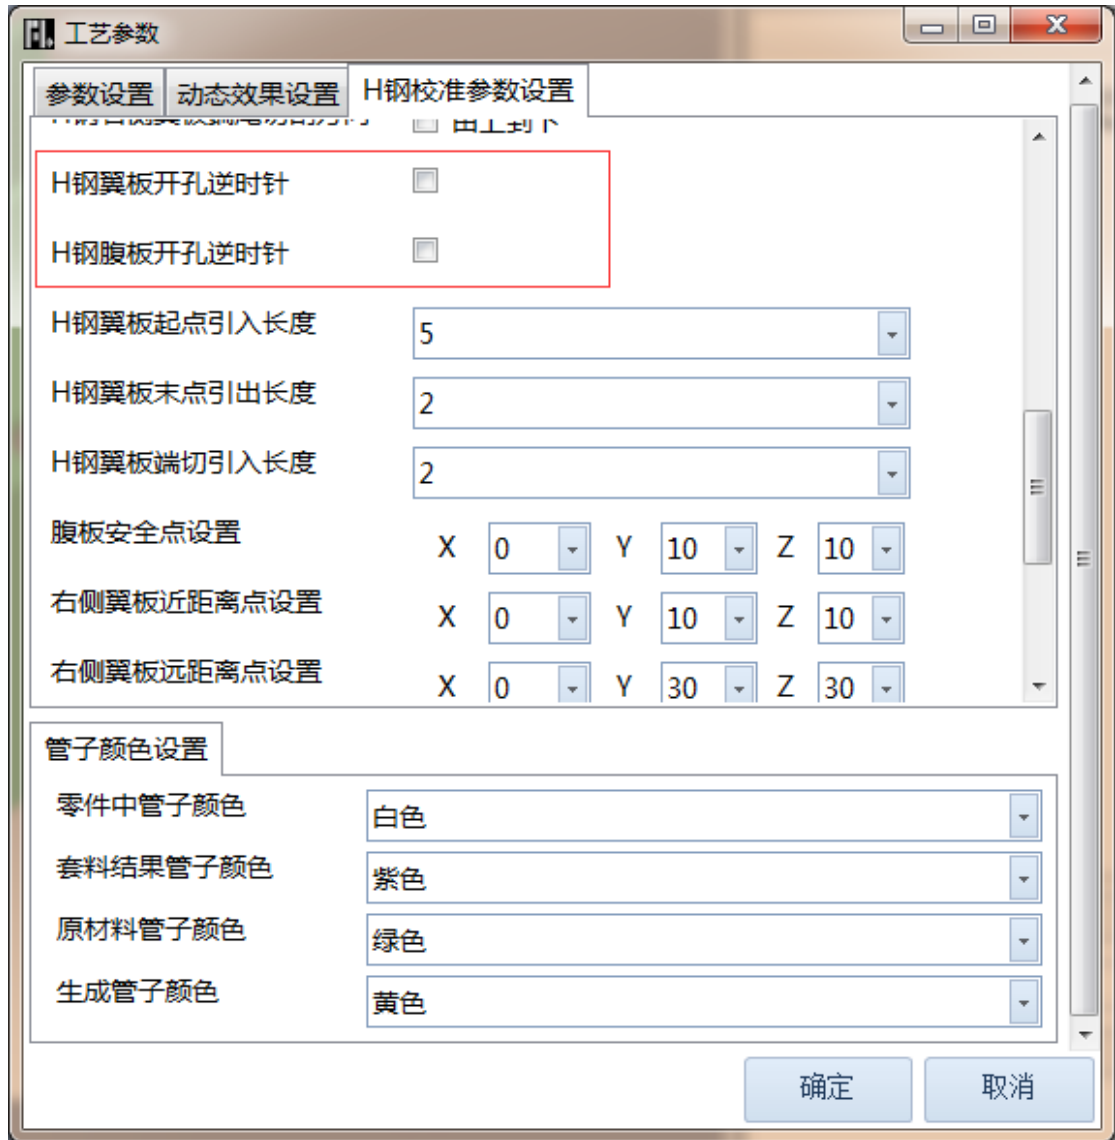 工艺参数
参数设置 动态效果设置 H钢校准参数设置
H钢翼板开孔逆时针
H钢腹板开孔逆时针
H钢翼板起点引入长度 5
H钢翼板末点引出长度 2
H钢翼板端切引入长度 2
腹板安全点设置 X 0 Y 10 Z 10
右侧翼板近距离点设置 X 0 Y 10 Z 10
右侧翼板远距离点设置 X 0 Y 30 Z 30
管子颜色设置
零件中管子颜色 白色
套料结果管子颜色 紫色
原材料管子颜色 绿色
生成管子颜色 黄色
确定 取消